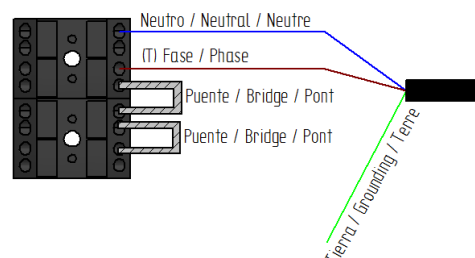 Neutro / Neutral / Neutre
(T) Fase / Phase
Puente / Bridge / Pont
Puente / Bridge / Pont
Tierra / Grounding / Terre